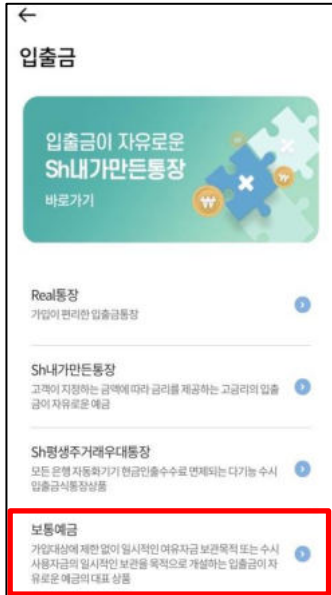 입출금
입출금이 자유로운
Sh내가만든통장
바로가기
Real통장
가입이 편리한 입출금통장
Sh내가만든통장
고객이 지정하는 금액에 따라 금리를 제공하는 고금리의 입출
금이 자유로운 예금
Sh평생주거래우대통장
모든 은행 자동화기기 현금인출수수료 면제되는 다기능 수시
입출금식통장상품
보통예금
가입대상에 제한 없이 일시적인 여유자금 보관목적 또는 수시
사용자금의 일시적인 보관을 목적으로 개설하는 입출금이 자
유로운 예금의 대표 상품